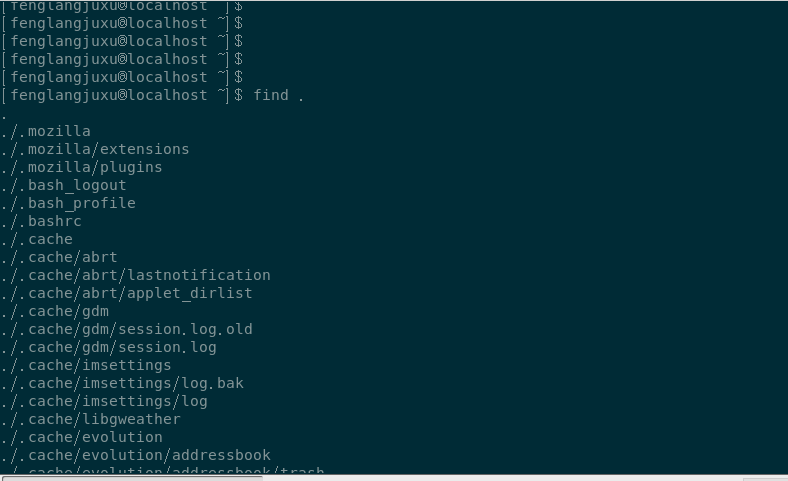 [fenglangjuxu@localhost ~]$
[fenglangjuxu@localhost ~]$
[fenglangjuxu@localhost ~]$
[fenglangjuxu@localhost ~]$
[fenglangjuxu@localhost ~]$
[fenglangjuxu@localhost ~]$ find .
.
./.mozilla
./.mozilla/extensions
./.mozilla/plugins
./.bash_logout
./.bash_profile
./.bashrc
./.cache
./.cache/abrt
./.cache/abrt/lastnotification
./.cache/abrt/applet_dirlist
./.cache/gdm
./.cache/gdm/session.log.old
./.cache/gdm/session.log
./.cache/imsettings
./.cache/imsettings/log.bak
./.cache/imsettings/log
./.cache/libgweather
./.cache/evolution
./.cache/evolution/addressbook
./.cache/evolution/addressbook/trash